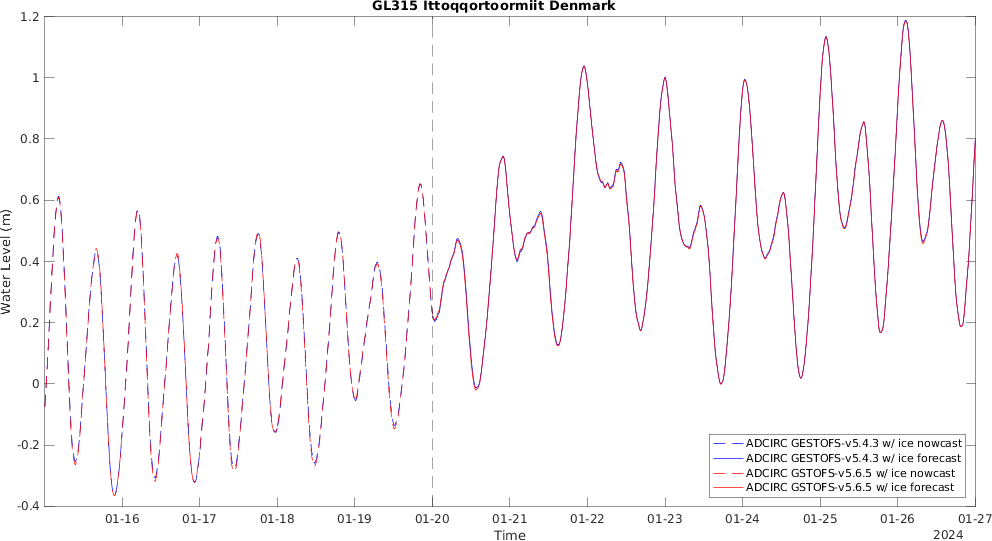 GL315 Ittoqqortoormiit Denmark
1.2
1
0.8
0.6
0.4
0.2
0
-0.2
-0.4
Water Level (m)
ADCIRC GESTOFS-v5.4.3 w/ ice nowcast
ADCIRC GESTOFS-v5.4.3 w/ ice forecast
ADCIRC GSTOFS-v5.6.5 w/ ice nowcast
ADCIRC GSTOFS-v5.6.5 w/ ice forecast
01-16 01-17 01-18 01-19 01-20 01-21 01-22 01-23 01-24 01-25 01-26 01-27
Time
2024